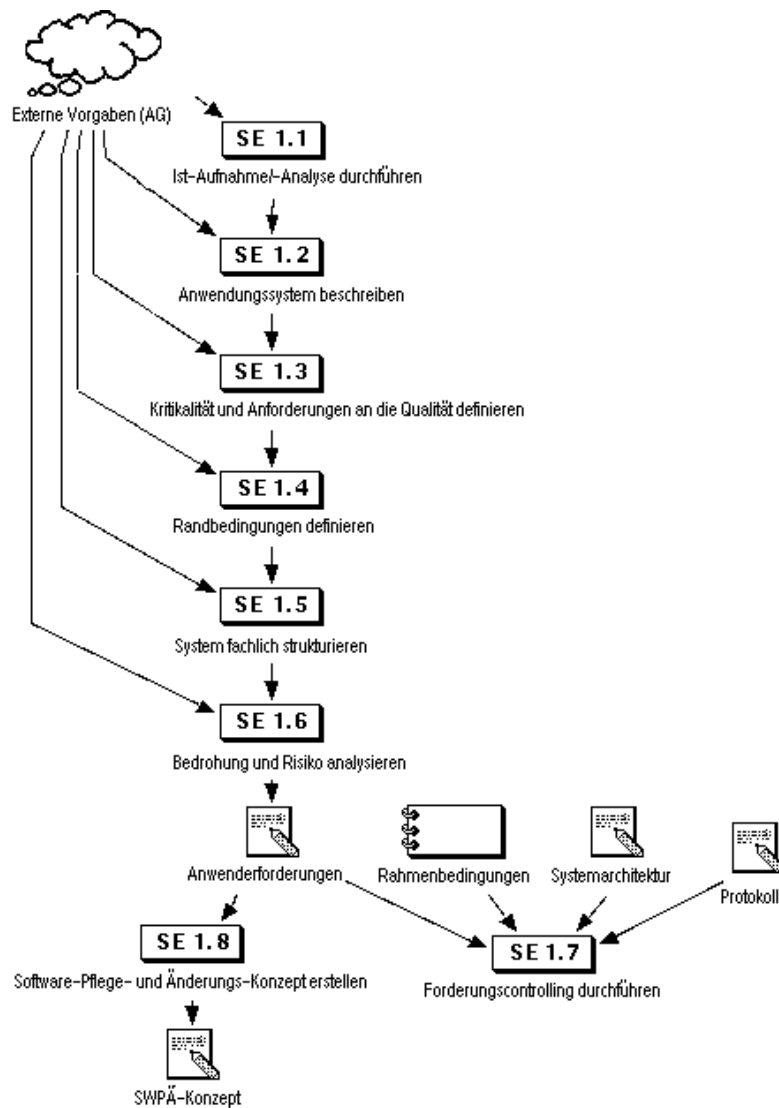 Externe Vorgaben (AG)
SE 1.1
Ist-Aufnahme/-Analyse durchführen
SE 1.2
Anwendungssystem beschreiben
SE 1.3
Kritikalität und Anforderungen an die Qualität definieren
SE 1.4
Randbedingungen definieren
SE 1.5
System fachlich strukturieren
SE 1.6
Bedrohung und Risiko analysieren
Anwenderforderungen
Rahmenbedingungen
Systemarchitektur
Protokoll
SE 1.8
Software-Pflege- und Änderungs-Konzept erstellen
SE 1.7
Forderungscontrolling durchführen
SWPÄ-Konzept